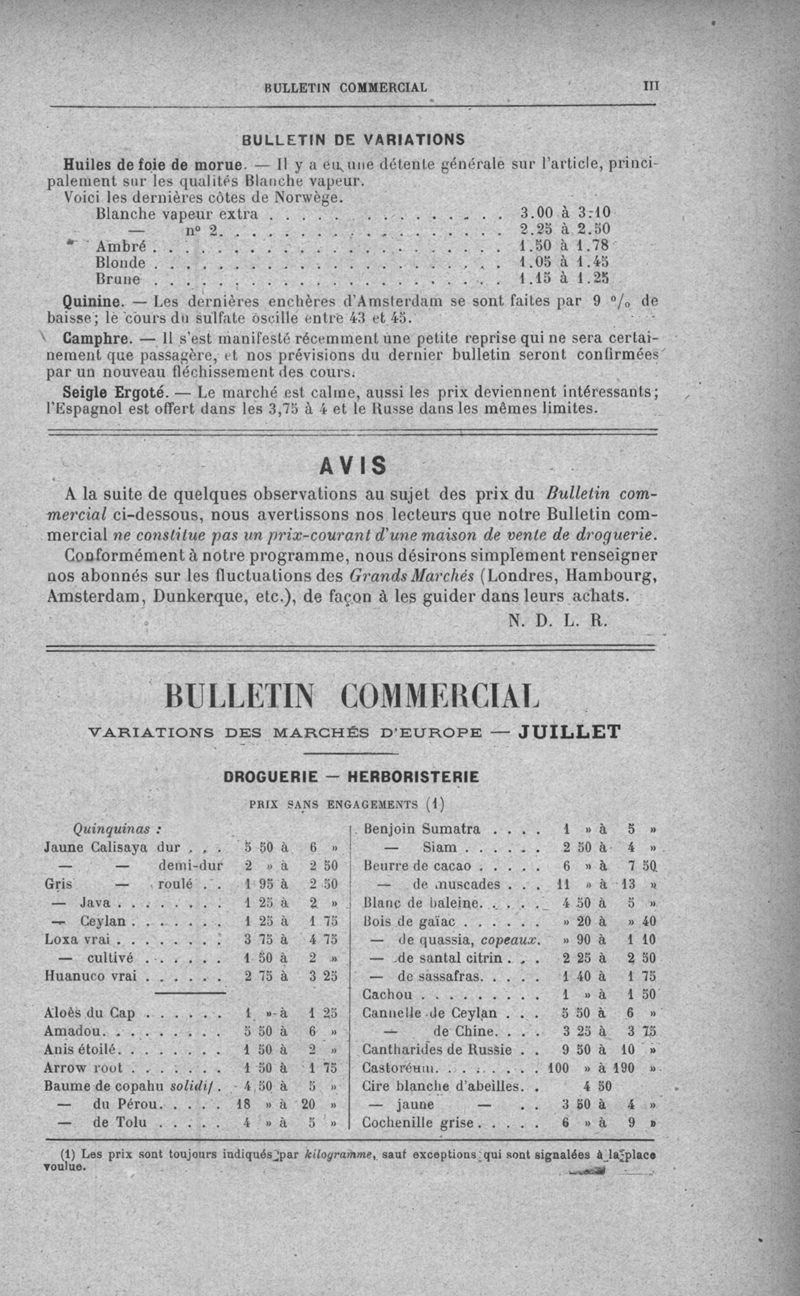 BULLETIN COMMERCIAL III
BULLETIN DE VARIATIONS
Huiles de foie de morue. — Il y a eu une détente générale sur l'article, princi-
palement sur les qualités Blanche vapeur.
Voici les dernières côtes de Norwège.
Blanche vapeur extra . . . . . . . . . . . . . 3.00 à 3.10
— n° 2. . . . . . . . . . . . . . . 2.25 à 2.50
Ambré . . . . . . . . . . . . . . . . . . 1.50 à 1.78
Blonde . . . . . . . . . . . . . . . . . . 1.05 à 1.45
Brune . . . . . . . . . . . . . . . . . . 1.15 à 1.25
Quinine. — Les dernières enchères d'Amsterdam se sont faites par 9 % de
baisse; le cours du sulfate oscille entre 43 et 45.
Camphre. — Il s'est manifesté récemment une petite reprise qui ne sera certai-
nement que passagère, et nos prévisions du dernier bulletin seront confirmées
par un nouveau fléchissement des cours.
Seigle Ergoté. — Le marché est calme, aussi les prix deviennent intéressants;
l'Espagnol est offert dans les 3,75 à 4 et le Russe dans les mêmes limites.
AVIS
A la suite de quelques observations au sujet des prix du Bulletin com-
mercial ci-dessous, nous avertissons nos lecteurs que notre Bulletin com-
mercial ne constitue pas un prix-courant d'une maison de vente de droguerie.
Conformément à notre programme, nous désirons simplement renseigner
nos abonnés sur les fluctuations des Grands Marchés (Londres, Hambourg,
Amsterdam, Dunkerque, etc.), de façon à les guider dans leurs achats.
N. D. L. R.
BULLETIN COMMERCIAL
VARIATIONS DES MARCHÉS D'EUROPE — JUILLET
DROGUERIE — HERBORISTERIE
PRIX SANS ENGAGEMENTS (1)
Quinquinas :
Jaune Calisaya dur . . . 5 50 à 6 »
— — demi-dur 2 » à 2 50
Gris — roulé . . 1 95 à 2 50
— Java . . . . . . . . 1 25 à 2 »
— Ceylan . . . . . . . 1 25 à 1 75
Loxa vrai . . . . . . . . 3 75 à 4 75
— cultivé . . . . . . 1 50 à 2 »
Huanuco vrai . . . . . . 2 75 à 3 25
Aloès du Cap . . . . . . 1 » à 1 25
Amadou. . . . . . . . . 5 50 à 6 »
Anis étoilé. . . . . . . . 1 50 à 2 »
Arrow root . . . . . . . 1 50 à 1 75
Baume de copahu solidif . 4 50 à 5 »
— du Pérou. . . . . 18 » à 20 »
— de Tolu . . . . . 4 » à 5 »
Benjoin Sumatra . . . . 1 » à 5 »
— Siam . . . . . . 2 50 à 4 »
Beurre de cacao . . . . . 6 » à 7 50
— de muscades . . . 11 » à 13 »
Blanc de baleine. . . . . 4 50 à 5 »
Bois de gaïac . . . . . . » 20 à » 40
— de quassia, copeaux. » 90 à 1 10
— de santal citrin . . . 2 25 à 2 50
— de sassafras. . . . . 1 40 à 1 75
Cachou . . . . . . . . . 1 » à 1 50
Cannelle de Ceylan . . . 5 50 à 6 »
— de Chine. . . . 3 25 à 3 75
Cantharides de Russie . . 9 50 à 10 »
Castoréum. . . . . . . . 100 » à 190 »
Cire blanche d'abeilles. . 4 50
— jaune — . . 3 50 à 4 »
Cochenille grise . . . . . 6 » à 9 »
(1) Les prix sont toujours indiqués par kilogramme, sauf exceptions qui sont signalées à la place
voulue.